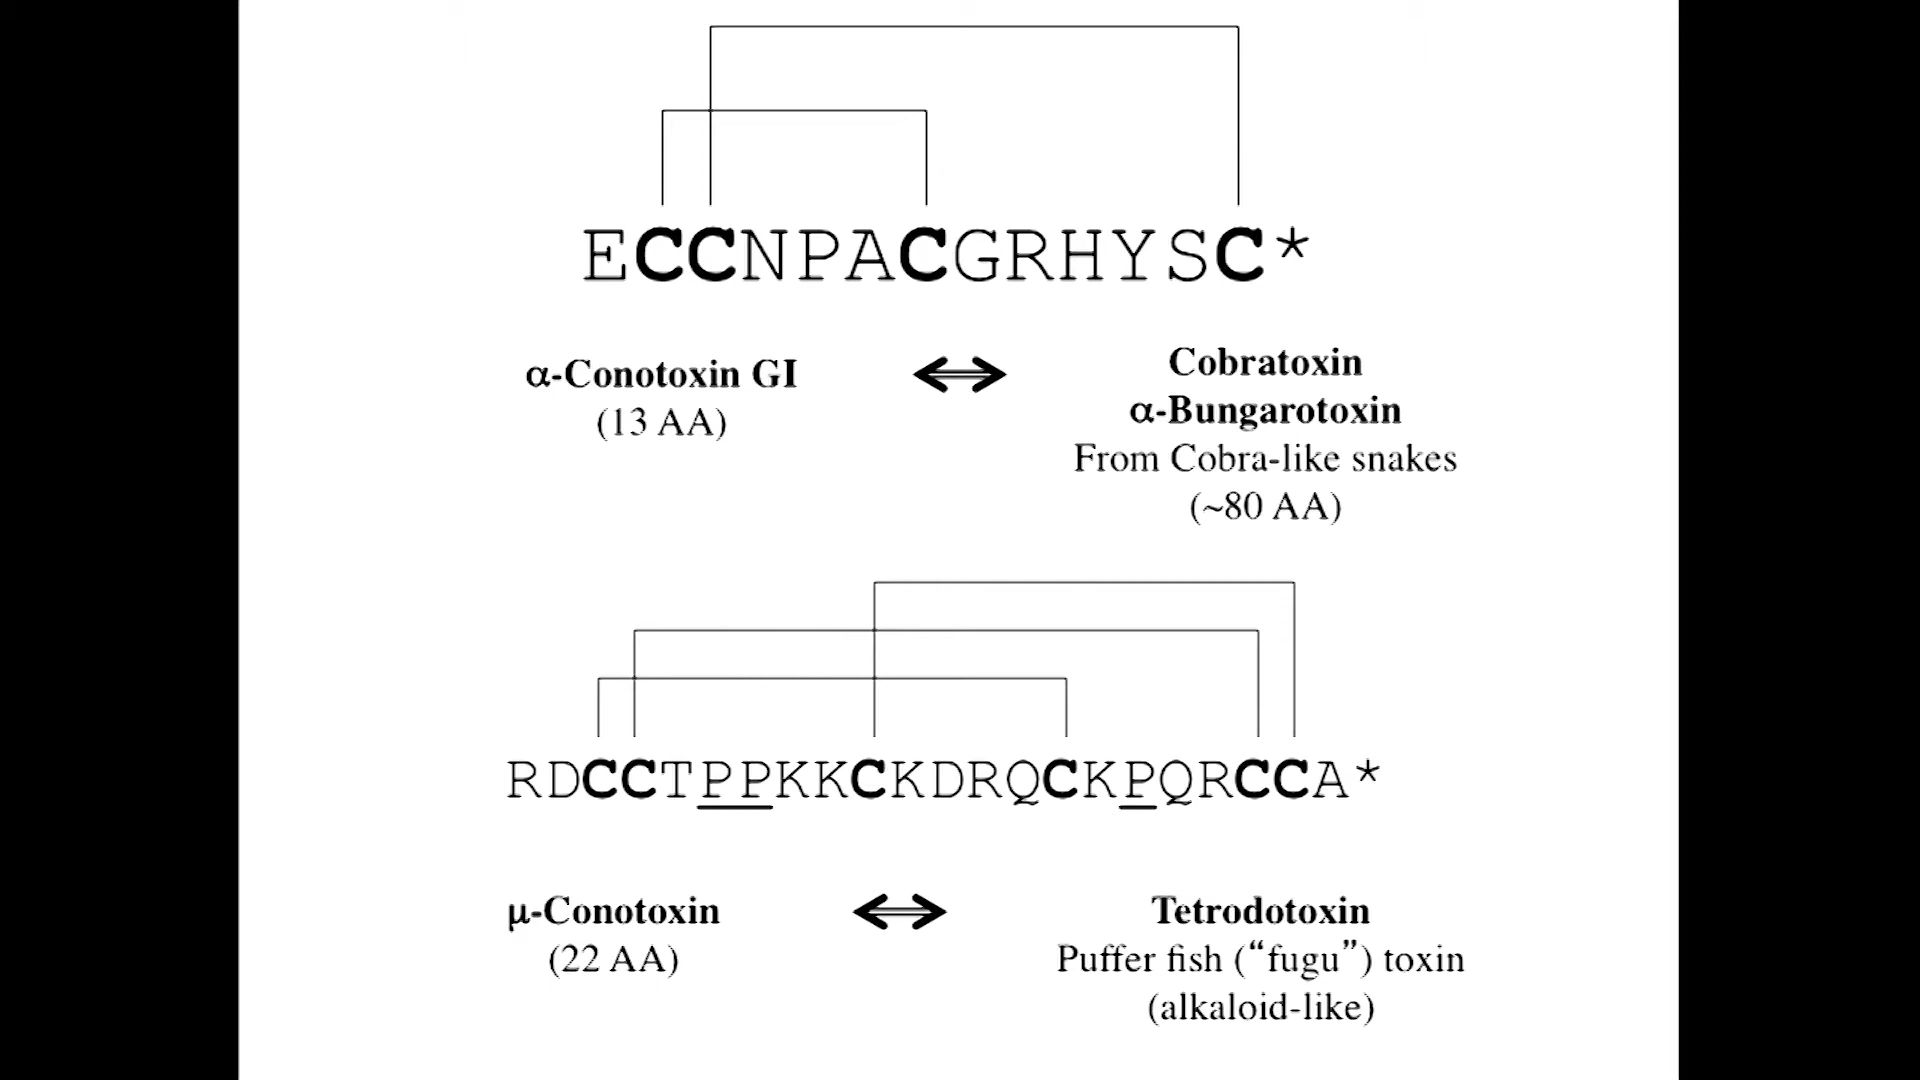 ECCNPACGRHYSC*
α-Conotoxin GI
(13 AA)
Cobratoxin
α-Bungarotoxin
From Cobra-like snakes
(~80 AA)
RDCCTPPKKCKDRQCKPQRCCA*
μ-Conotoxin
(22 AA)
Tetrodotoxin
Puffer fish (“fugu”) toxin
(alkaloid-like)